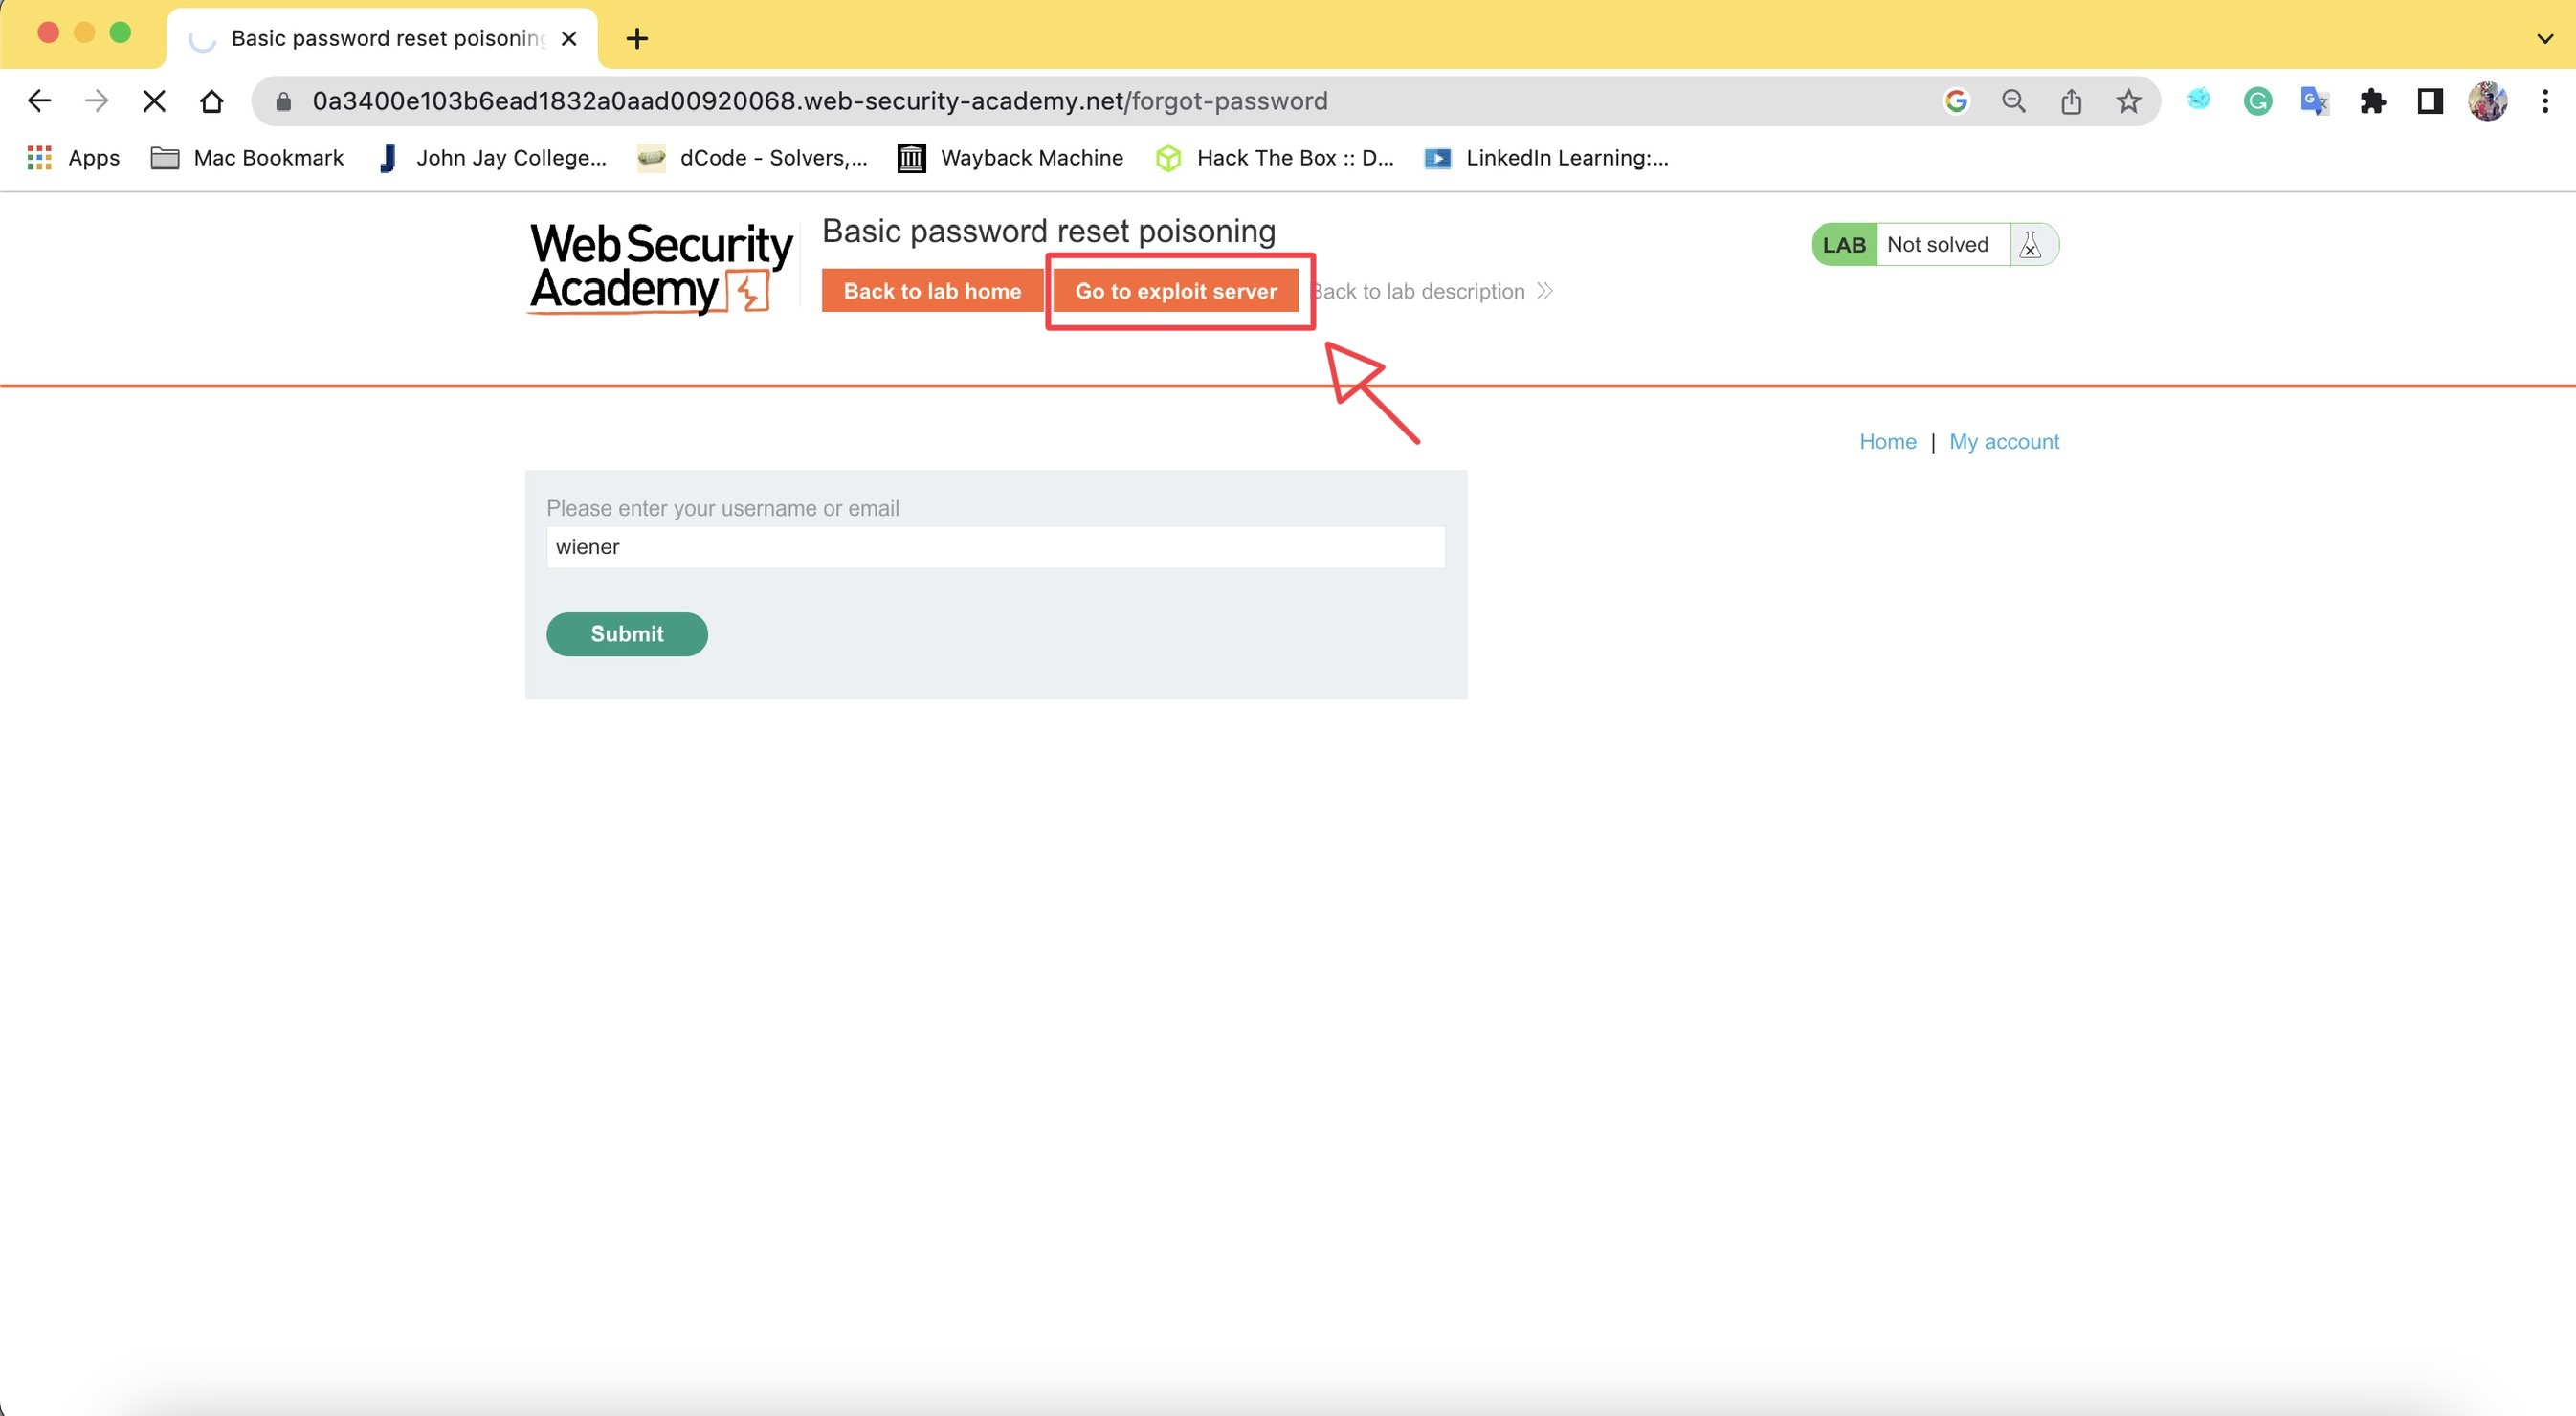 Basic password reset poisoning
0a3400e103b6ead1832a0aad00920068.web-security-academy.net/forgot-password
Apps Mac Bookmark John Jay College... dCode - Solvers,... Wayback Machine Hack The Box :: D... LinkedIn Learning:...
Web Security
Academy
Basic password reset poisoning
Back to lab home Go to exploit server Back to lab description
LAB Not solved
Home | My account
Please enter your username or email
wiener
Submit